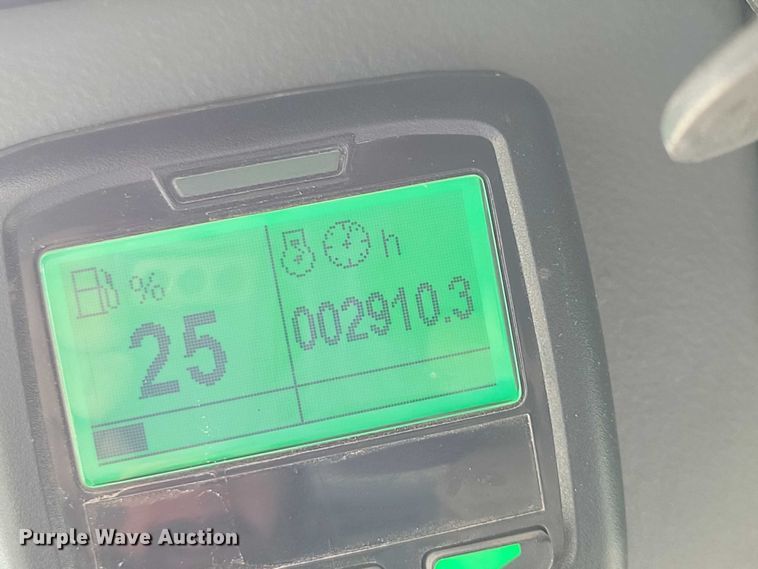 % h
25 002910.3
Purple Wave Auction®